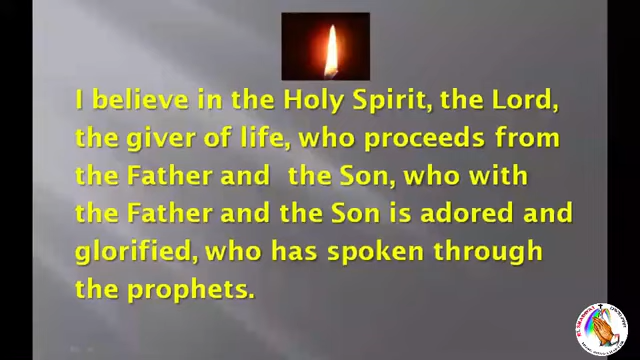 I believe in the Holy Spirit, the Lord,
the giver of life, who proceeds from
the Father and  the Son, who with
the Father and the Son is adored and
glorified, who has spoken through
the prophets.